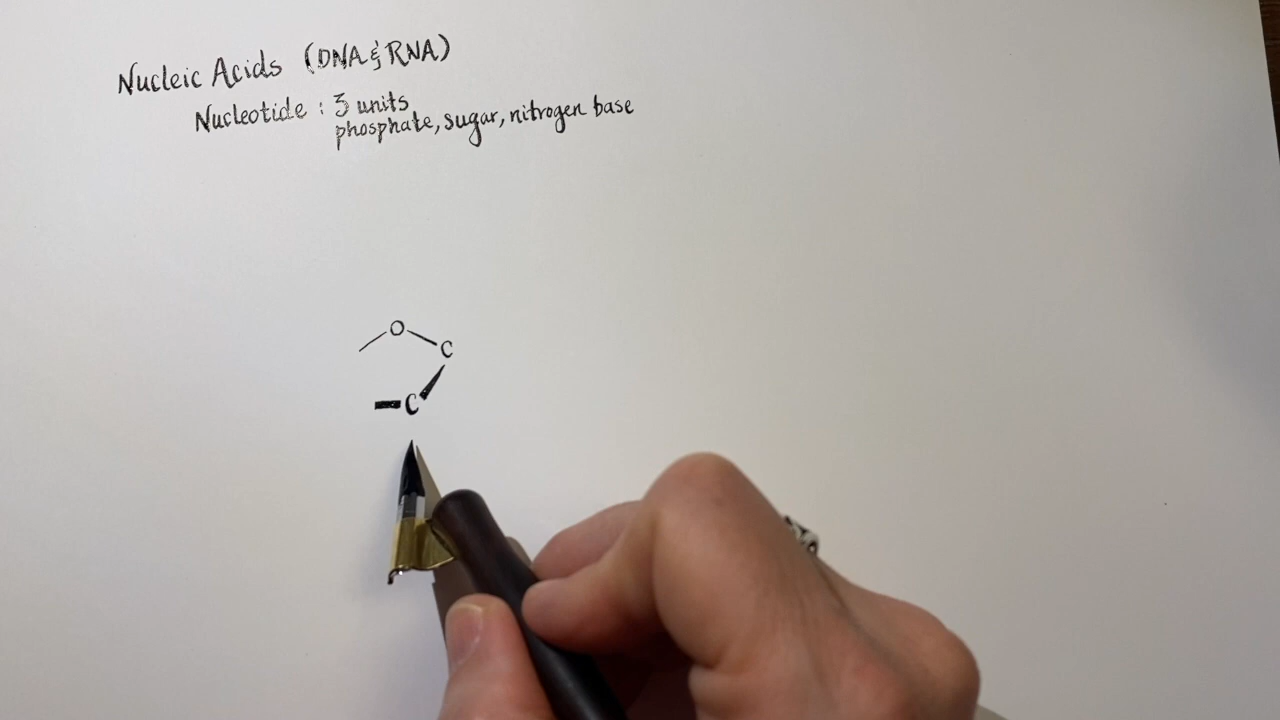 Nucleic Acids (DNA & RNA)
Nucleotide : 3 units
phosphate, sugar, nitrogen base
O
C
C